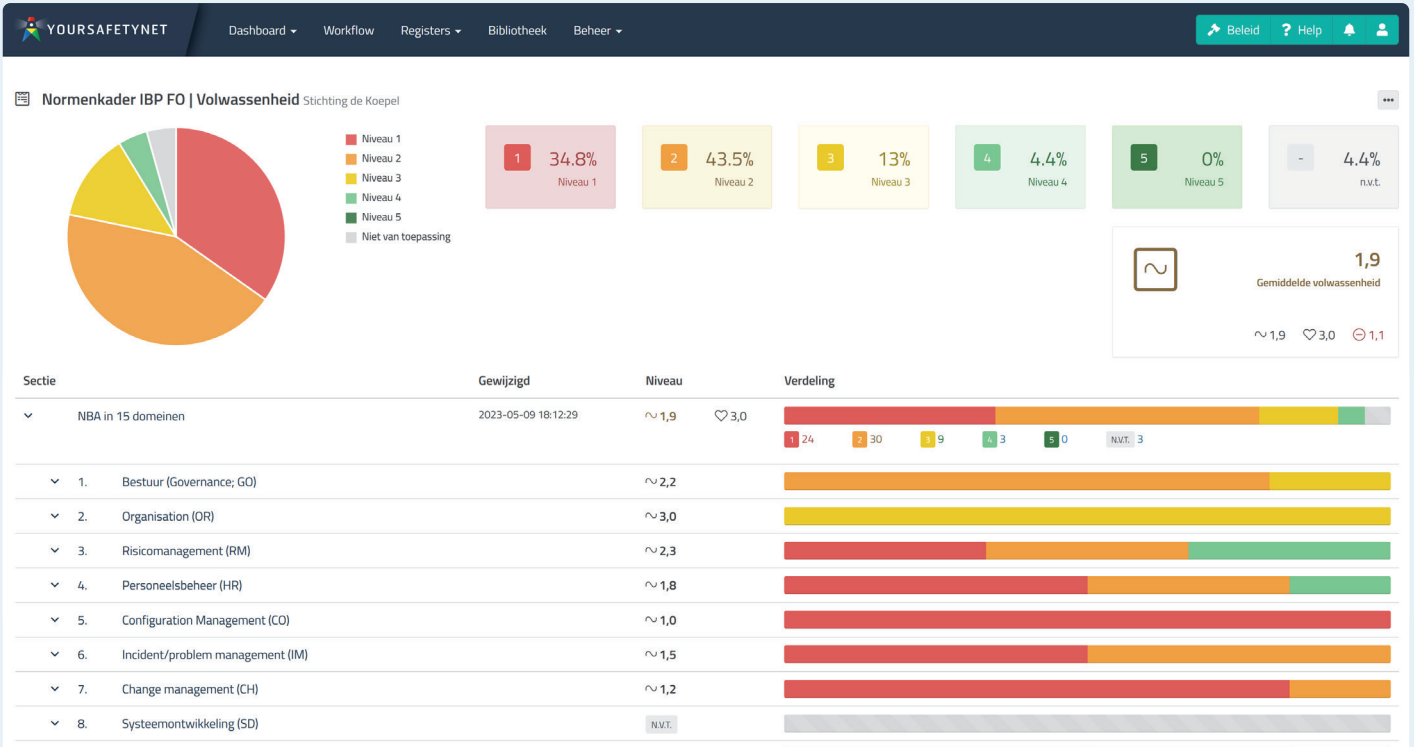 YOURSAFETYNET Dashboard Workflow Registers Bibliotheek Beheer Beleid ? Help
Normenkader IBP FO | Volwassenheid Stichting de Koepel
Niveau 1
Niveau 2
Niveau 3
Niveau 4
Niveau 5
Niet van toepassing
1 34.8%
Niveau 1
2 43.5%
Niveau 2
3 13%
Niveau 3
4 4.4%
Niveau 4
5 0%
Niveau 5
- 4.4%
n.v.t.
1,9
Gemiddelde volwassenheid
1,9 3,0 1,1
Sectie Gewijzigd Niveau Verdeling
NBA in 15 domeinen 2023-05-09 18:12:29 1,9 3,0
1 24 2 30 3 9 4 3 5 0 N.V.T. 3
1. Bestuur (Governance; GO) 2,2
2. Organisation (OR) 3,0
3. Risicomanagement (RM) 2,3
4. Personeelsbeheer (HR) 1,8
5. Configuration Management (CO) 1,0
6. Incident/problem management (IM) 1,5
7. Change management (CH) 1,2
8. Systeemontwikkeling (SD) N.V.T.